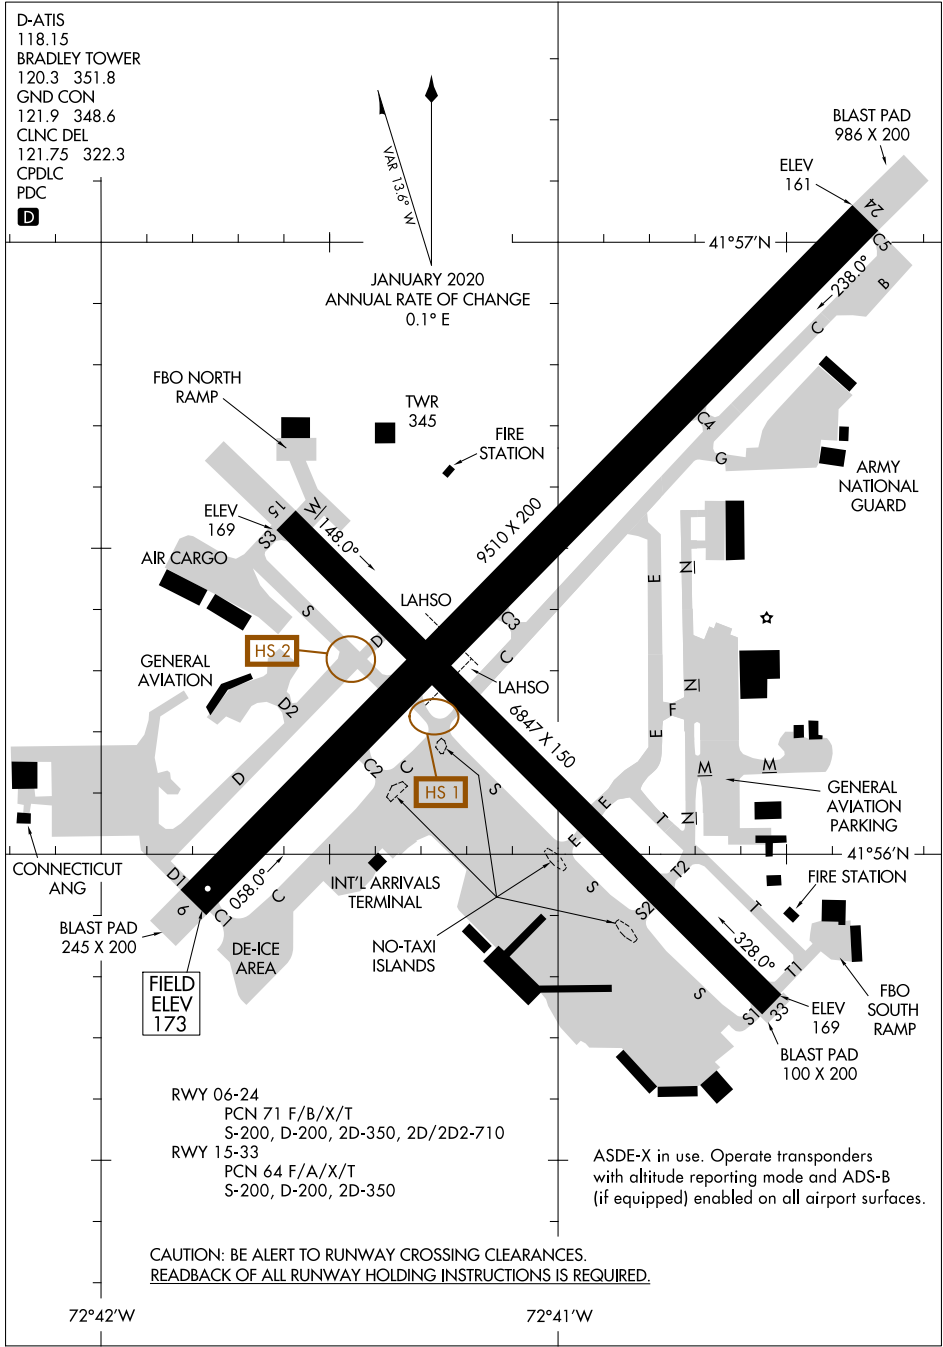 D-ATIS
118.15
BRADLEY TOWER
120.3 351.8
GND CON
121.9 348.6
CLNC DEL
121.75 322.3
CPDLC
PDC
D
VAR 13.6° W
JANUARY 2020
ANNUAL RATE OF CHANGE
0.1° E
BLAST PAD
986 X 200
ELEV
161
24
C5
41°57'N
238.0°
B
C
FBO NORTH
RAMP
TWR
345
FIRE
STATION
C4
G
ARMY
NATIONAL
GUARD
ELEV
169
15
W
148.0°
S3
9510 X 200
AIR CARGO
S
LAHSO
D
C3
C
E
N
HS 2
GENERAL
AVIATION
D2
LAHSO
6847 X 150
N
F
E
D
C2
C
HS 1
S
M
M
E
T
N
GENERAL
AVIATION
PARKING
E
41°56'N
CONNECTICUT
ANG
D1
6
C1
058.0°
C
INT'L ARRIVALS
TERMINAL
S
S2
T2
T
FIRE STATION
BLAST PAD
245 X 200
DE-ICE
AREA
NO-TAXI
ISLANDS
328.0°
T1
FIELD
ELEV
173
S
S1
33
ELEV
169
FBO
SOUTH
RAMP
BLAST PAD
100 X 200
RWY 06-24
PCN 71 F/B/X/T
S-200, D-200, 2D-350, 2D/2D2-710
RWY 15-33
PCN 64 F/A/X/T
S-200, D-200, 2D-350
ASDE-X in use. Operate transponders
with altitude reporting mode and ADS-B
(if equipped) enabled on all airport surfaces.
CAUTION: BE ALERT TO RUNWAY CROSSING CLEARANCES.
READBACK OF ALL RUNWAY HOLDING INSTRUCTIONS IS REQUIRED.
72°42'W
72°41'W